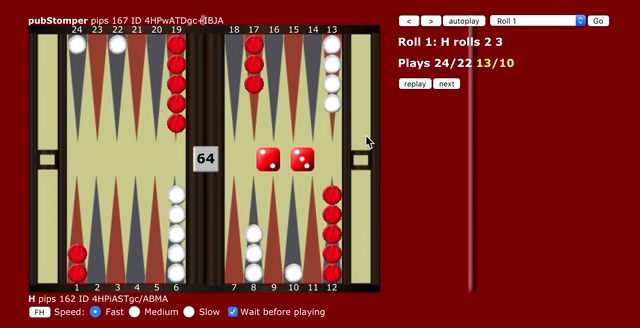 pubStomper pips 167 ID 4HPwATDgc+IBJA
24 23 22 21 20 19 18 17 16 15 14 13
64
1 2 3 4 5 6 7 8 9 10 11 12
H pips 162 ID 4HPiASTgc/ABMA
FH Speed: Fast Medium Slow Wait before playing
< > autoplay Roll 1 Go
Roll 1: H rolls 2 3
Plays 24/22 13/10
replay next